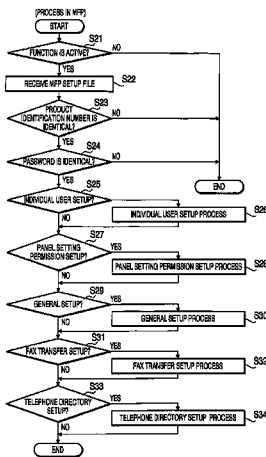 (PROCESS IN MFP)
START
S21
FUNCTION IS ACTIVE?
NO
YES
S22
RECEIVE MFP SETUP FILE
S23
PRODUCT
IDENTIFICATION NUMBER IS
IDENTICAL?
NO
YES
S24
PASSWORD IS IDENTICAL?
NO
YES
END
S25
INDIVIDUAL USER SETUP?
YES
S26
INDIVIDUAL USER SETUP PROCESS
NO
S27
PANEL SETTING
PERMISSION SETUP?
YES
S28
PANEL SETTING PERMISSION SETUP PROCESS
NO
S29
GENERAL SETUP?
YES
S30
GENERAL SETUP PROCESS
NO
S31
FAX TRANSFER SETUP?
YES
S32
FAX TRANSFER SETUP PROCESS
NO
S33
TELEPHONE DIRECTORY
SETUP?
YES
S34
TELEPHONE DIRECTORY SETUP PROCESS
NO
END